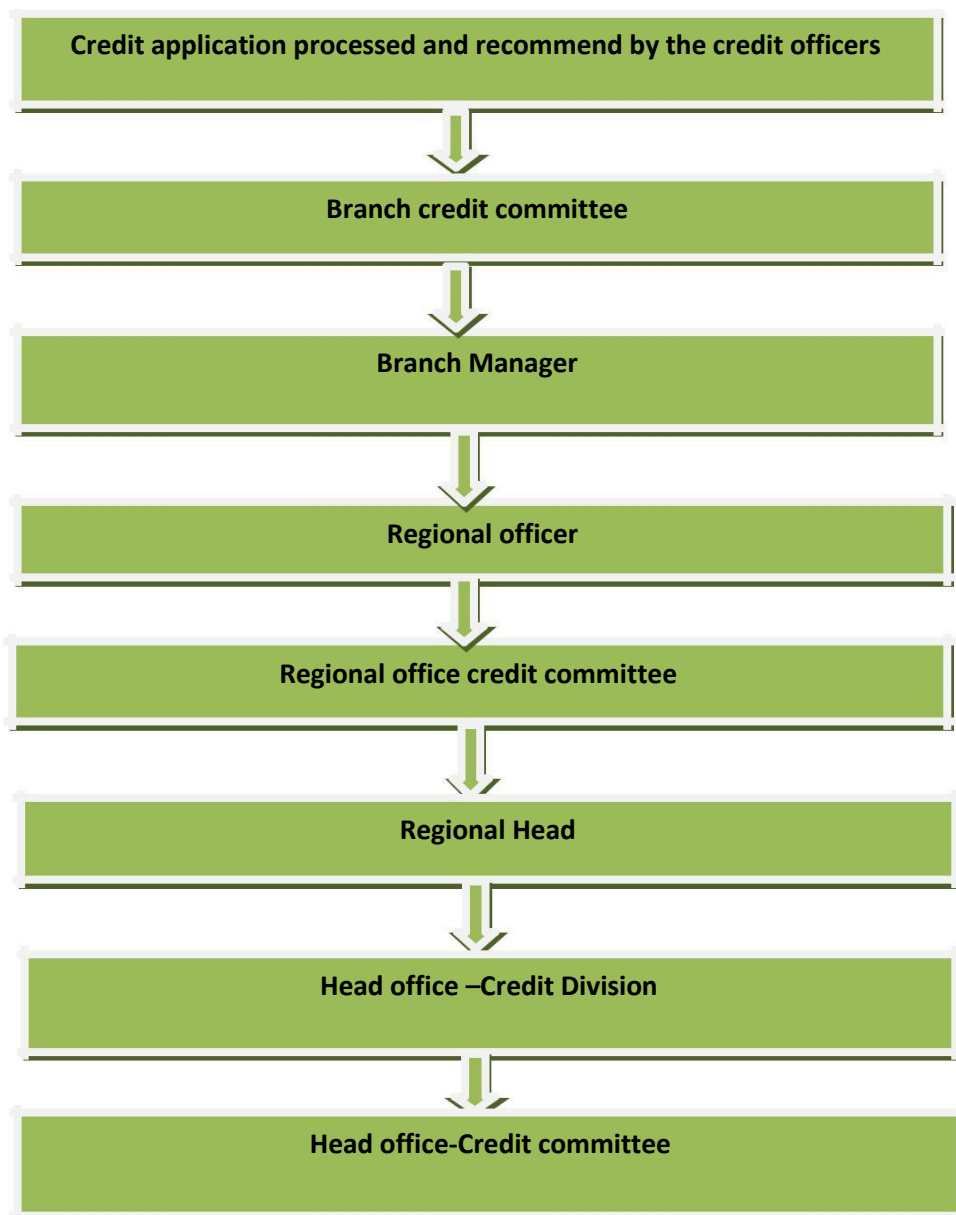 Credit application processed and recommend by the credit officers
Branch credit committee
Branch Manager
Regional officer
Regional office credit committee
Regional Head
Head office –Credit Division
Head office-Credit committee